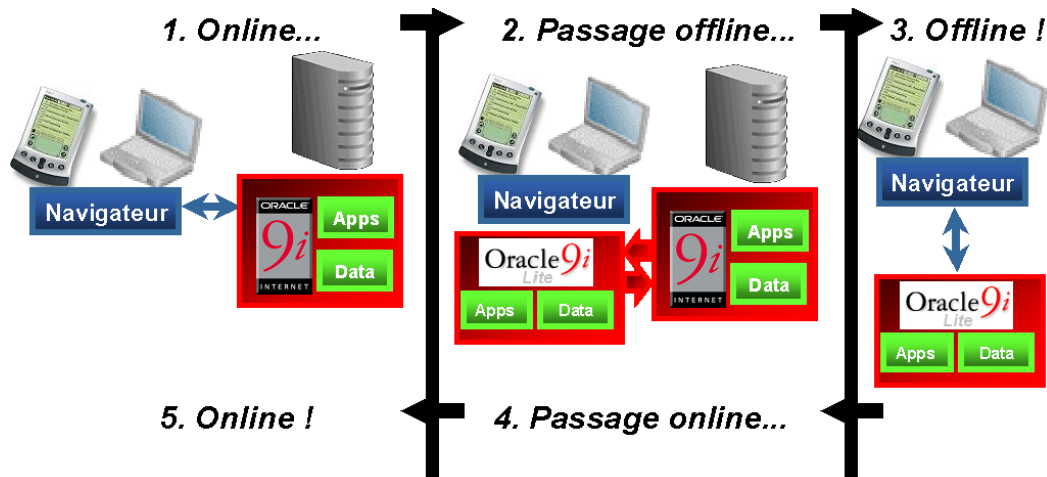 1. Online...
2. Passage offline...
3. Offline !
Navigateur
ORACLE
9i
INTERNET
Apps
Data
Navigateur
Oracle9i
Lite
Apps
Data
ORACLE
9i
INTERNET
Apps
Data
Navigateur
Oracle9i
Lite
Apps
Data
5. Online !
4. Passage online...